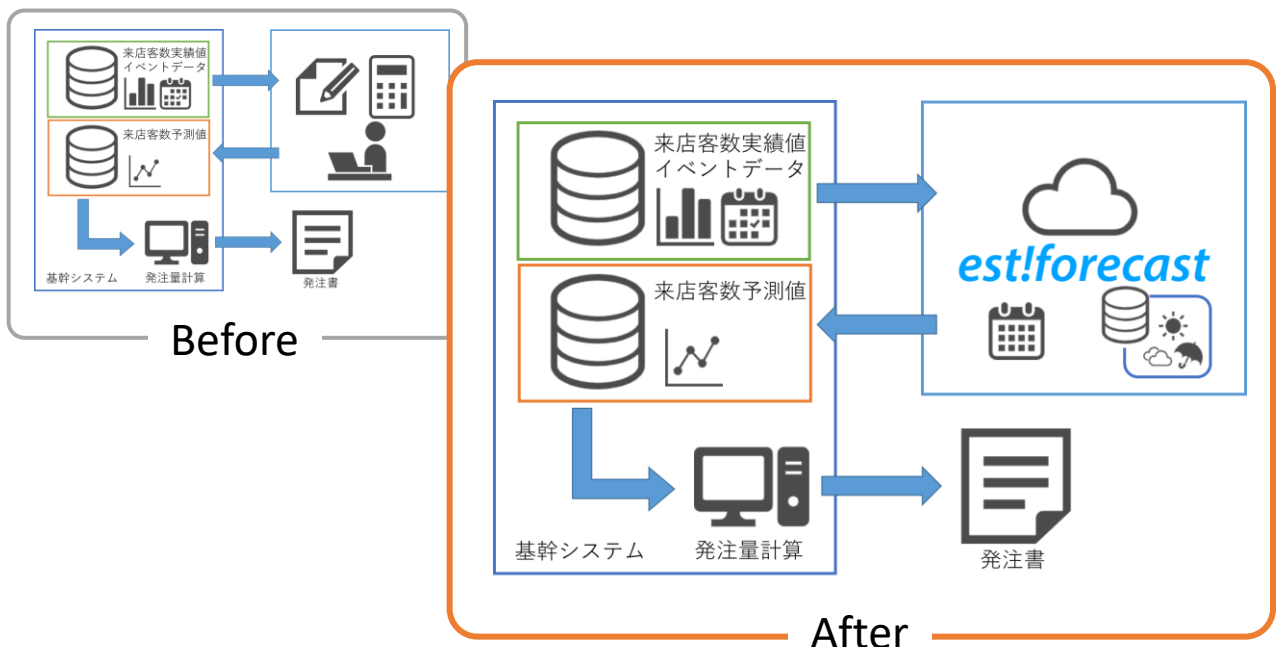 来店客数実績値
イベントデータ
来店客数予測値
基幹システム
発注量計算
発注書
Before
来店客数実績値
イベントデータ
est!forecast
来店客数予測値
基幹システム
発注量計算
発注書
After